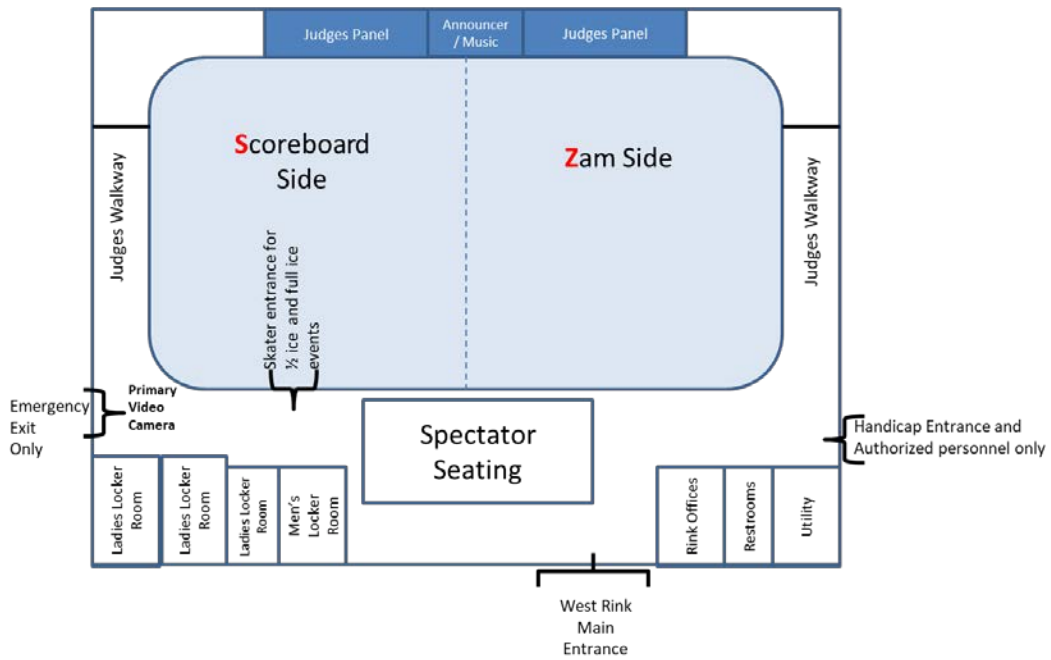 Judges Panel
Announcer
/ Music
Judges Panel
Scoreboard
Side
Zam Side
Judges Walkway
Judges Walkway
Skater entrance for
½ ice and full ice
events
Primary
Video
Camera
Emergency
Exit
Only
Spectator
Seating
Handicap Entrance and
Authorized personnel only
Ladies Locker
Room
Ladies Locker
Room
Ladies Locker
Room
Men's
Locker
Room
Rink Offices
Restrooms
Utility
West Rink
Main
Entrance